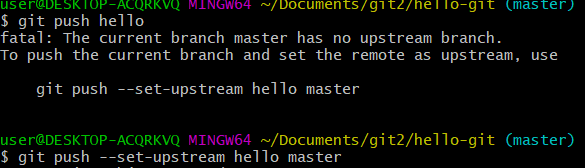 user@DESKTOP-ACQRKVQ MINGW64 ~/Documents/git2/hello-git (master)
$ git push hello
fatal: The current branch master has no upstream branch.
To push the current branch and set the remote as upstream, use
git push --set-upstream hello master
user@DESKTOP-ACQRKVQ MINGW64 ~/Documents/git2/hello-git (master)
$ git push --set-upstream hello master